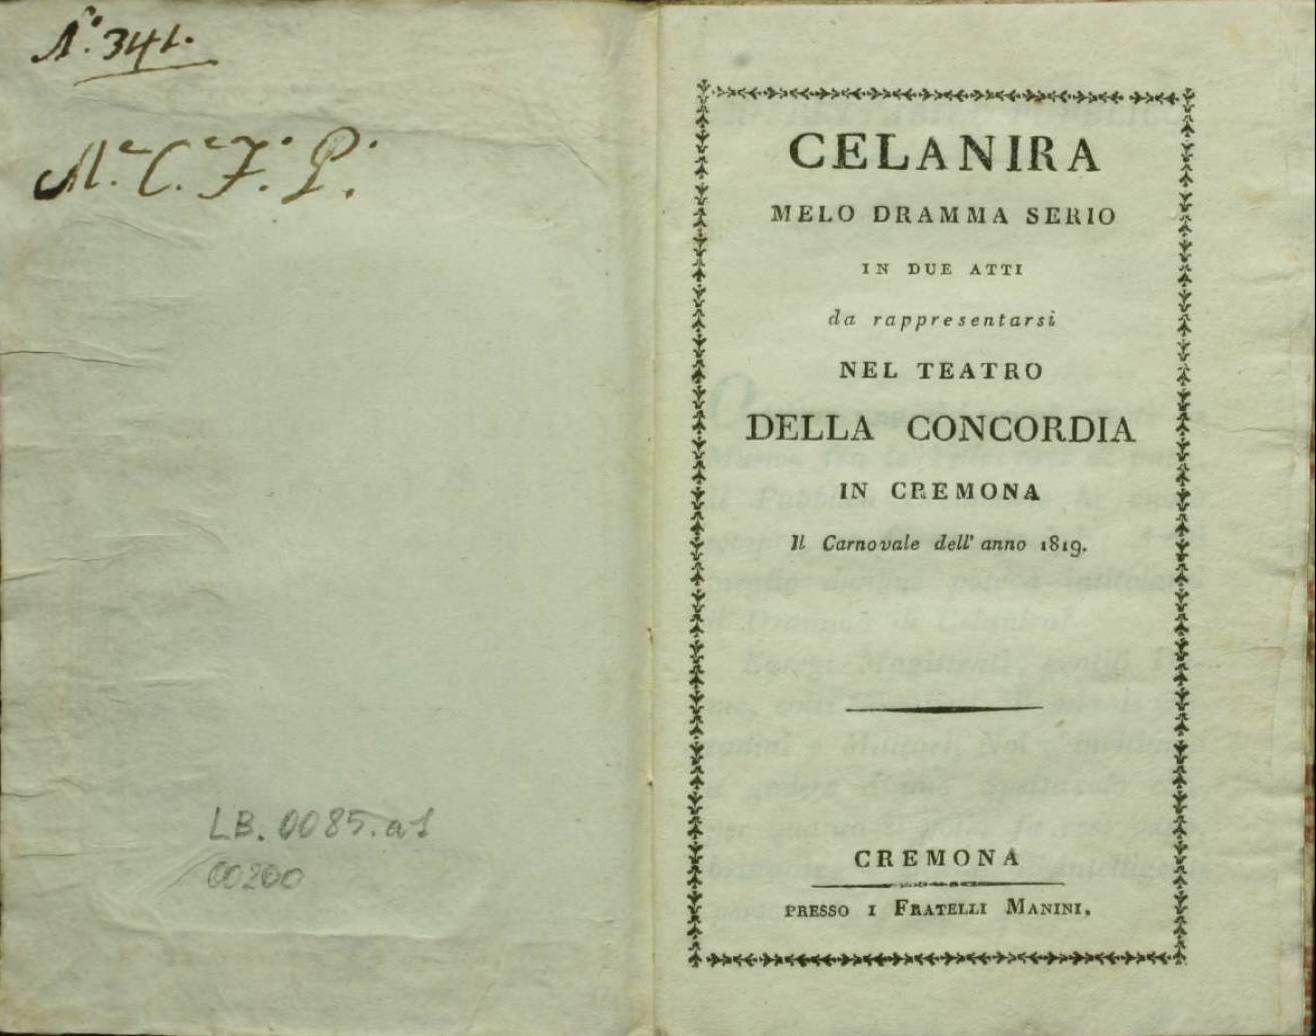 N.° 341.
M.e C.e F.° P.°
LB. 0085.a1
00200
CELANIRA
MELO DRAMMA SERIO
IN DUE ATTI
da rappresentarsi
NEL TEATRO
DELLA CONCORDIA
IN CREMONA
Il Carnovale dell' anno 1819.
CREMONA
PRESSO I FRATELLI MANINI.